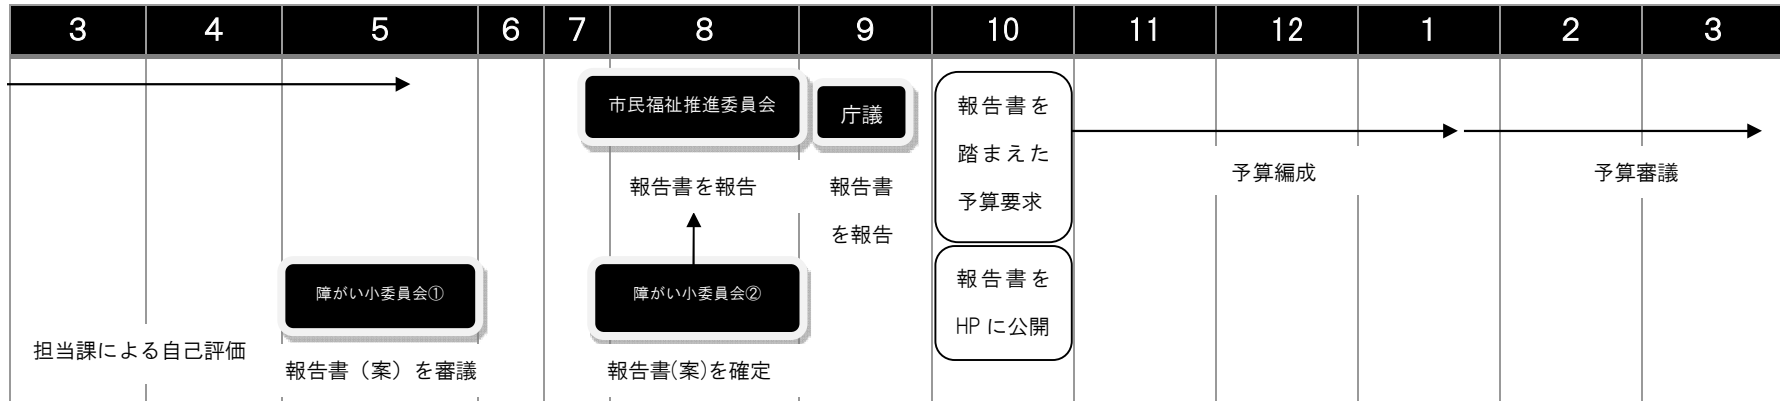 3 4 5 6 7 8 9 10 11 12 1 2 3
市民福祉推進委員会
報告書を報告
庁議
報告書
を報告
報告書を
踏まえた
予算要求
予算編成
予算審議
担当課による自己評価
障がい小委員会①
報告書（案）を審議
障がい小委員会②
報告書(案)を確定
報告書を
HPに公開